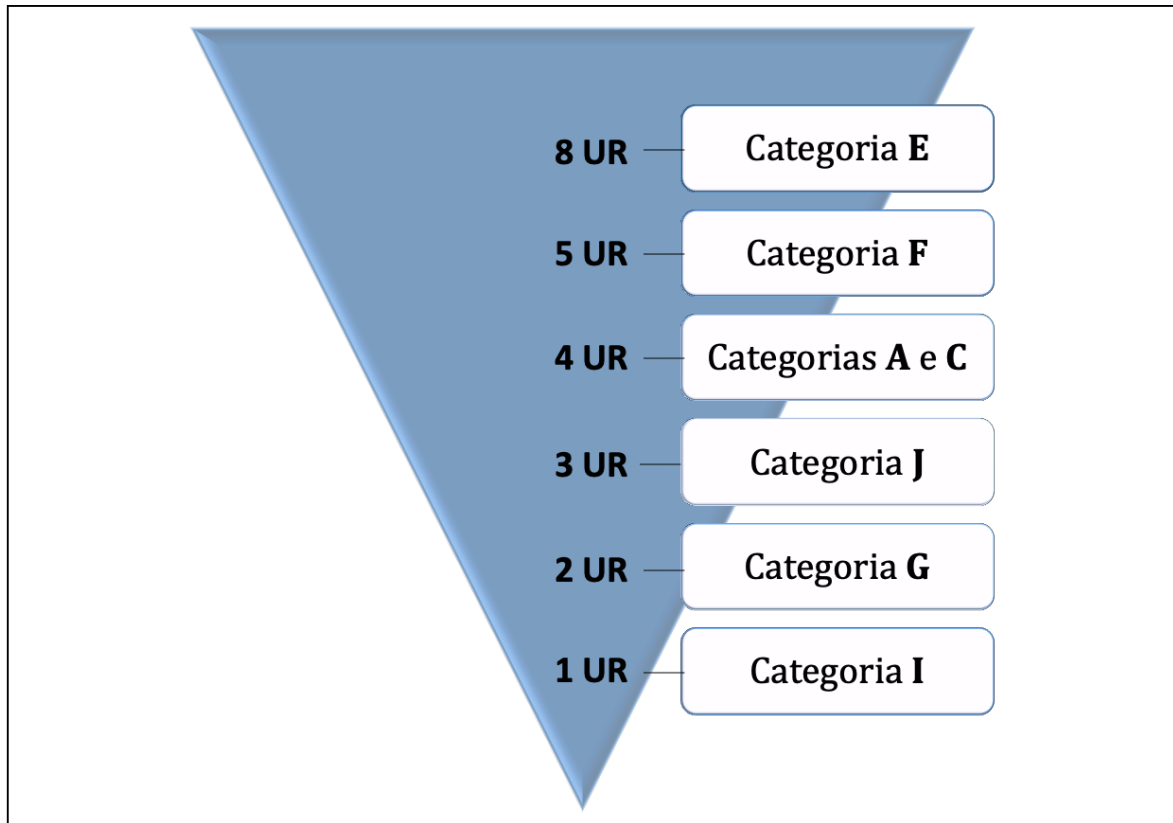 8 UR Categoria E
5 UR Categoria F
4 UR Categorias A e C
3 UR Categoria J
2 UR Categoria G
1 UR Categoria I